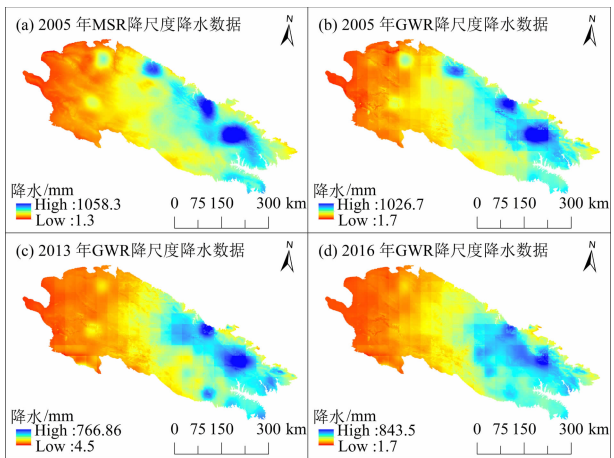 (a) 2005 年MSR降尺度降水数据
N
降水/mm
High :1058.3
Low :1.3
0 75 150 300 km
(b) 2005 年GWR降尺度降水数据
N
降水/mm
High :1026.7
Low :1.7
0 75 150 300 km
(c) 2013 年GWR降尺度降水数据
N
降水/mm
High :766.86
Low :4.5
0 75 150 300 km
(d) 2016 年GWR降尺度降水数据
N
降水/mm
High :843.5
Low :1.7
0 75 150 300 km